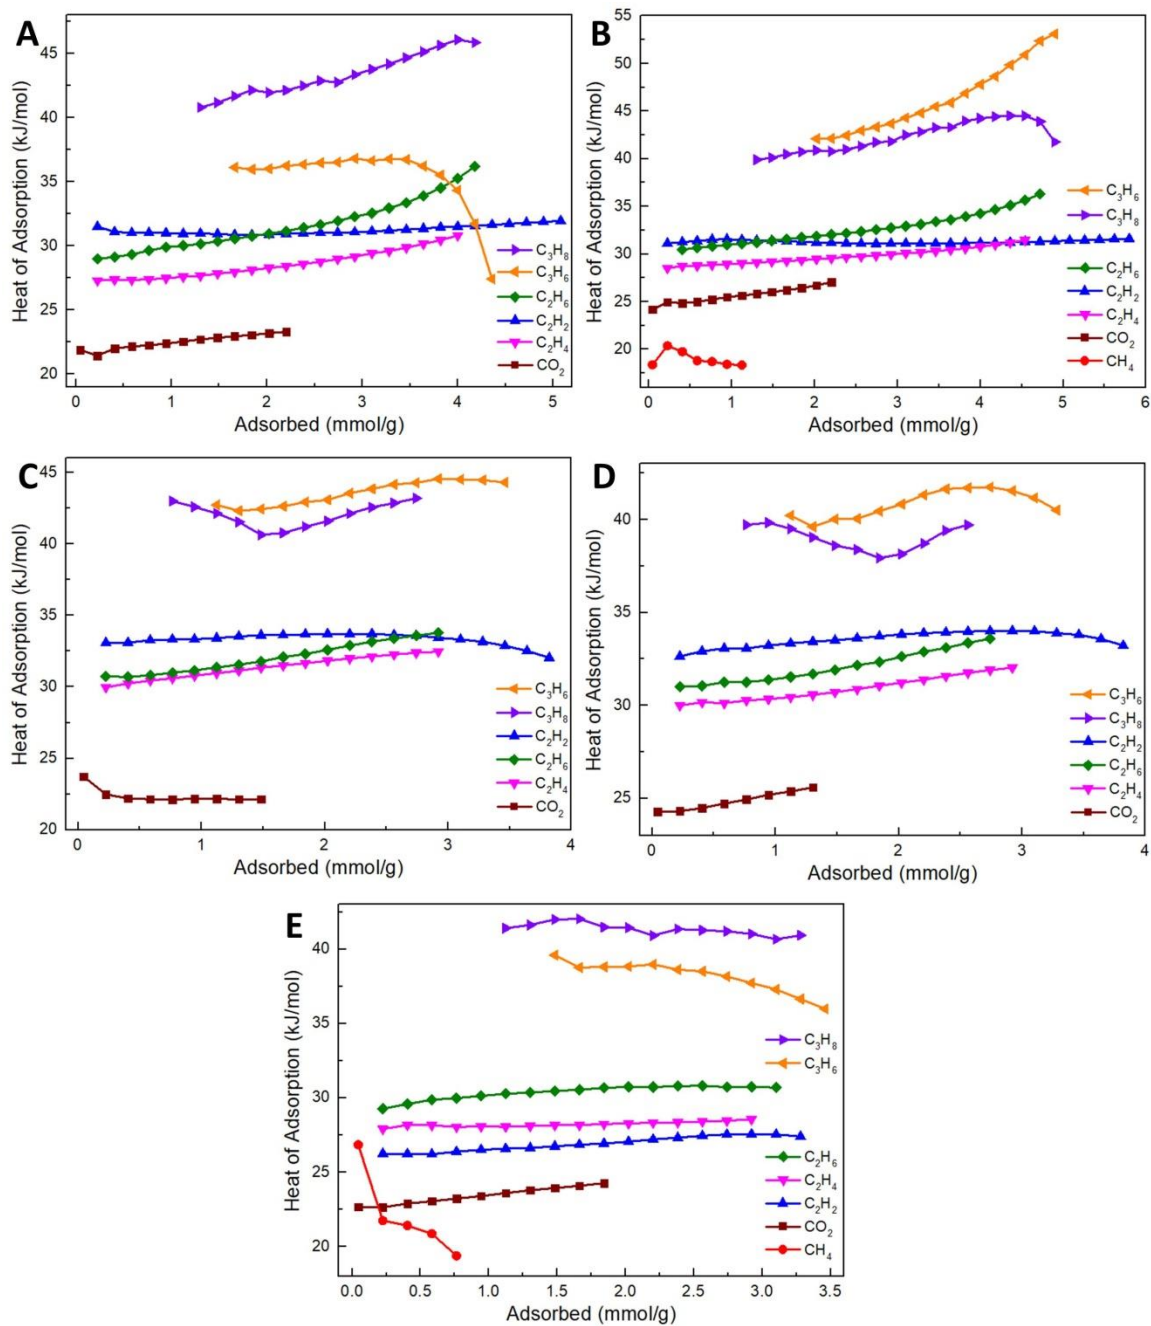 A
B
Heat of Adsorption (kJ/mol)
45
40
35
30
25
20
C₃H₈
C₃H₆
C₂H₆
C₂H₂
C₂H₄
CO₂
0 1 2 3 4 5
Adsorbed (mmol/g)
Heat of Adsorption (kJ/mol)
55
50
45
40
35
30
25
20
C₃H₆
C₃H₈
C₂H₆
C₂H₂
C₂H₄
CO₂
CH₄
0 1 2 3 4 5 6
Adsorbed (mmol/g)
C
Heat of Adsorption (kJ/mol)
45
40
35
30
25
20
C₃H₆
C₃H₈
C₂H₂
C₂H₆
C₂H₄
CO₂
0 1 2 3 4
Adsorbed (mmol/g)
D
Heat of Adsorption (kJ/mol)
40
35
30
25
C₃H₆
C₃H₈
C₂H₂
C₂H₆
C₂H₄
CO₂
0 1 2 3 4
Adsorbed (mmol/g)
E
Heat of Adsorption (kJ/mol)
40
35
30
25
20
C₃H₈
C₃H₆
C₂H₆
C₂H₄
C₂H₂
CO₂
CH₄
0.0 0.5 1.0 1.5 2.0 2.5 3.0 3.5
Adsorbed (mmol/g)